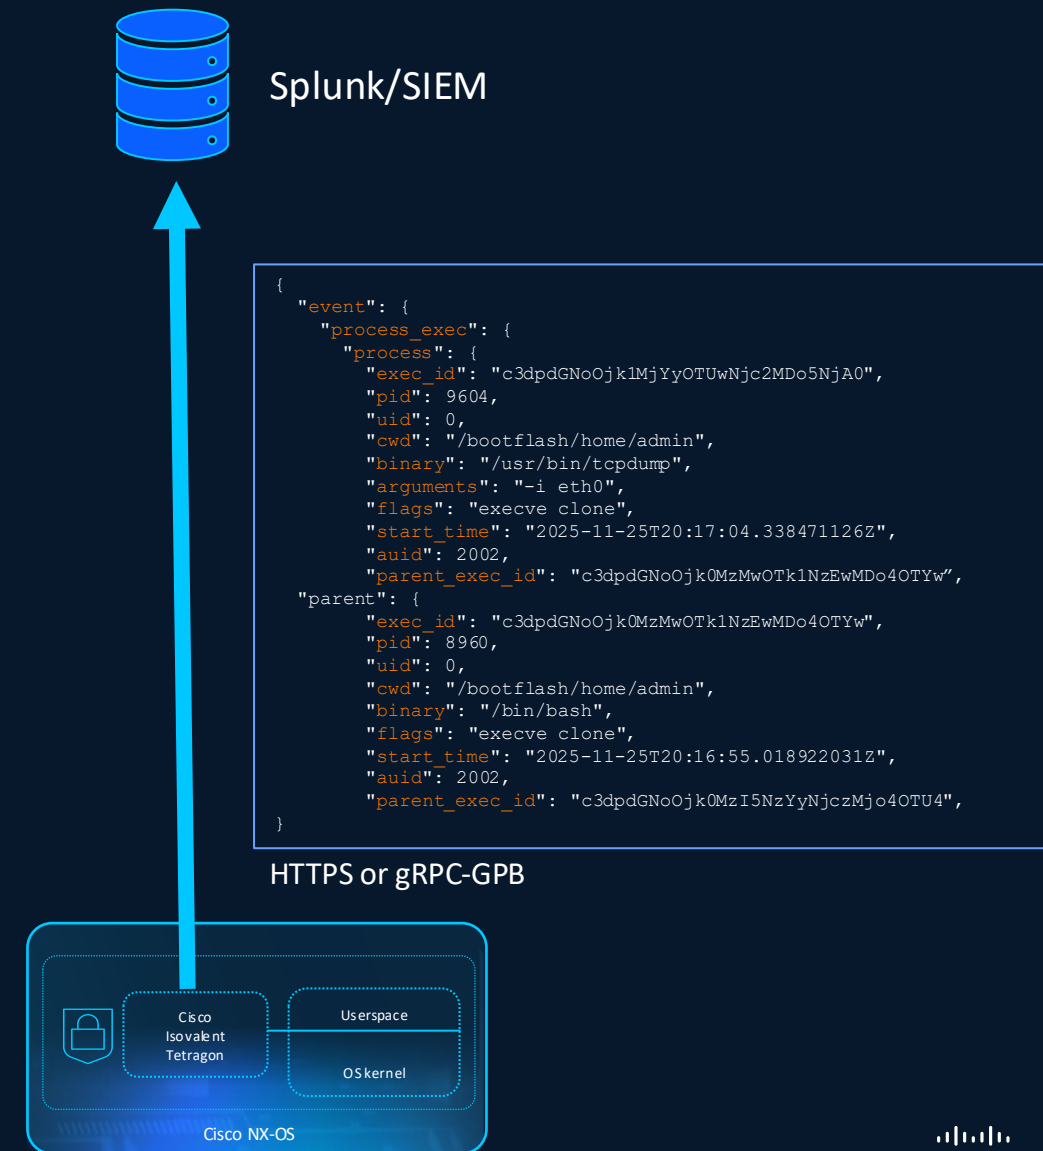 Splunk/SIEM
{
  "event": {
    "process_exec": {
      "process": {
        "exec_id": "c3dpdGNoOjk1MjYyOTUwNjc2MDo5NjA0",
        "pid": 9604,
        "uid": 0,
        "cwd": "/bootflash/home/admin",
        "binary": "/usr/bin/tcpdump",
        "arguments": "-i eth0",
        "flags": "execve clone",
        "start_time": "2025-11-25T20:17:04.338471126Z",
        "auid": 2002,
        "parent_exec_id": "c3dpdGNoOjk0MzMwOTk1NzEwMDo4OTYw”,
  "parent": {
        "exec_id": "c3dpdGNoOjk0MzMwOTk1NzEwMDo4OTYw",
        "pid": 8960,
        "uid": 0,
        "cwd": "/bootflash/home/admin",
        "binary": "/bin/bash",
        "flags": "execve clone",
        "start_time": "2025-11-25T20:16:55.018922031Z",
        "auid": 2002,
        "parent_exec_id": "c3dpdGNoOjk0MzI5NzYyNjczMjo4OTU4",
}
HTTPS or gRPC-GPB
Cisco
Isovalent
Tetragon
Userspace
OS kernel
Cisco NX-OS